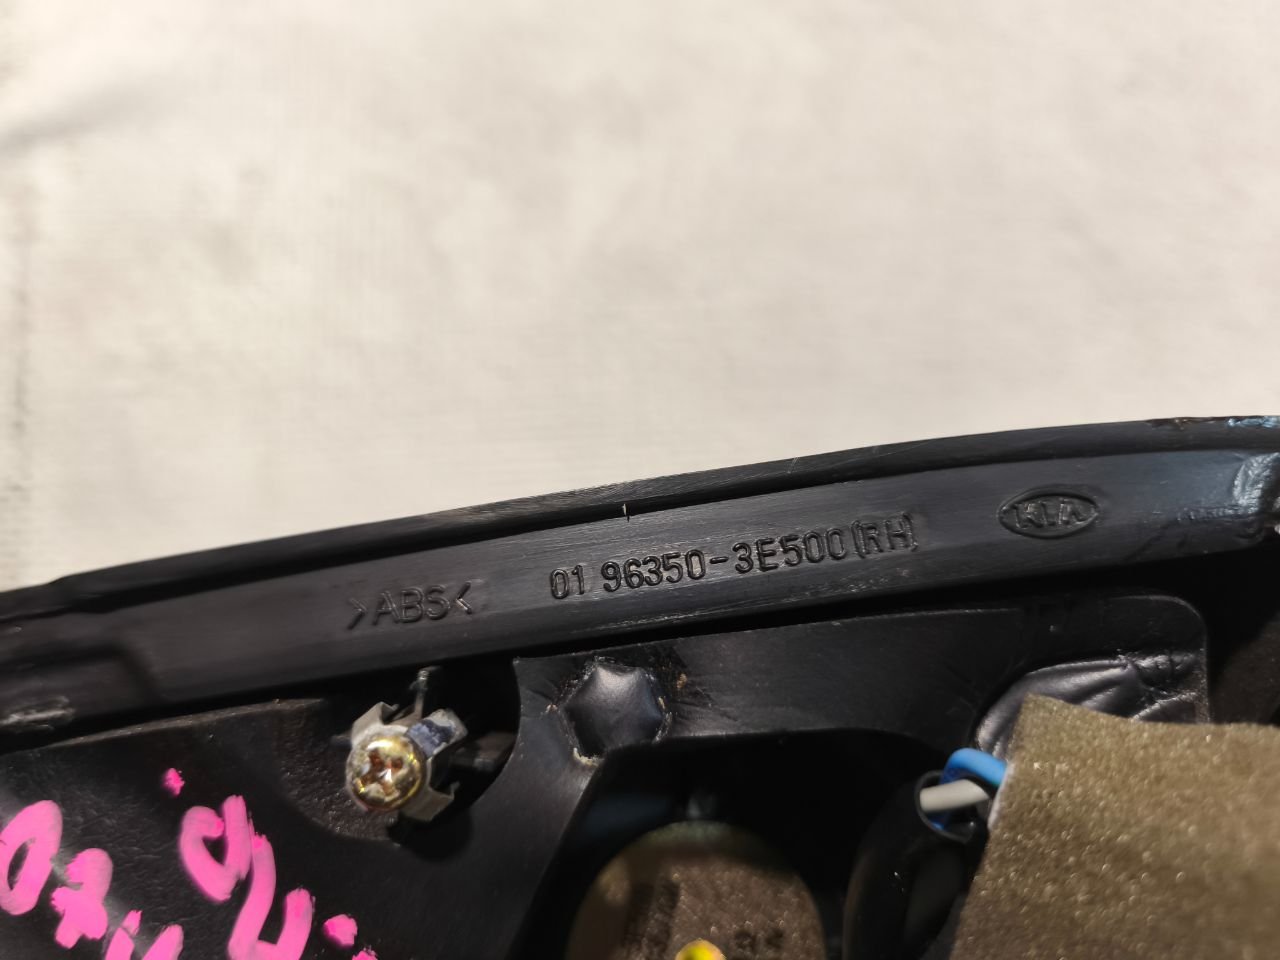 >ABS< 01 96350-3E500(RH) KIA